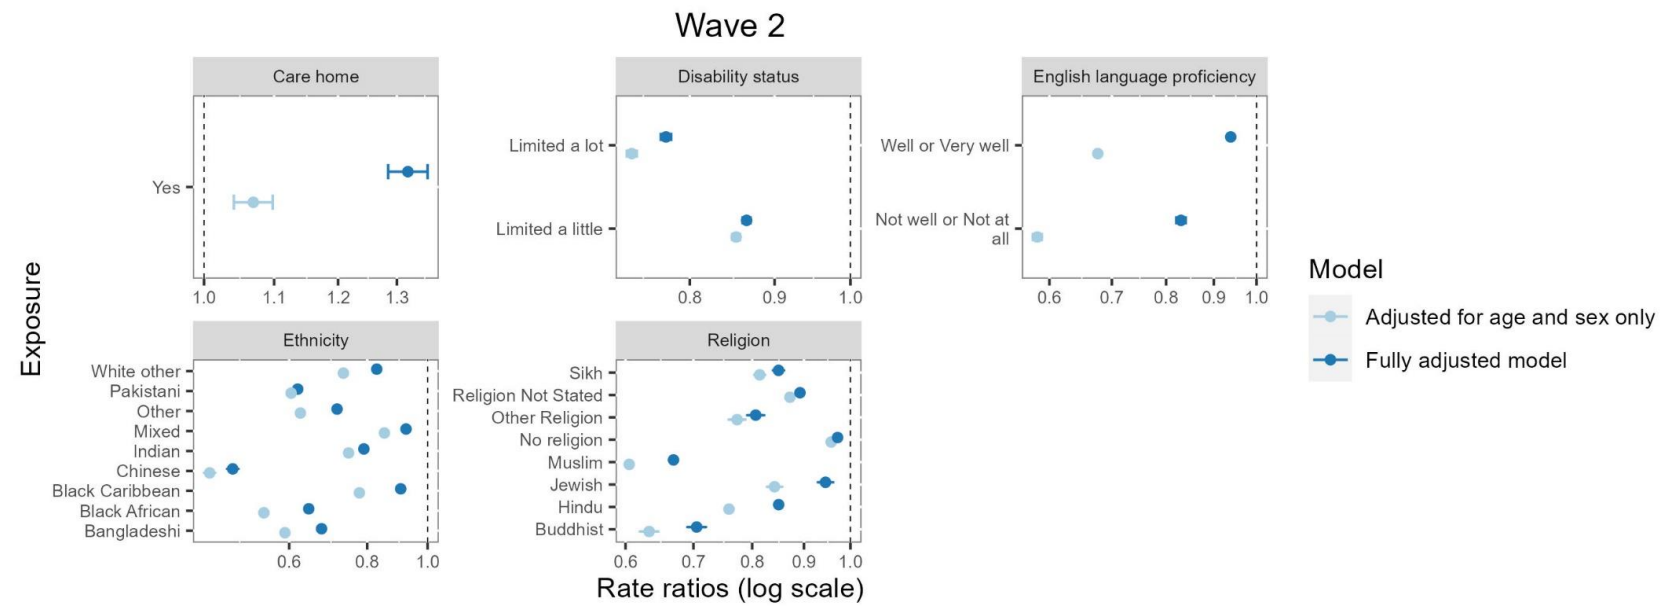 Wave 2
Care home
Disability status
English language proficiency
Yes
1.0 1.1 1.2 1.3
Limited a lot
Limited a little
0.8 0.9 1.0
Well or Very well
Not well or Not at
all
0.6 0.7 0.8 0.9 1.0
Exposure
Ethnicity
White other
Pakistani
Other
Mixed
Indian
Chinese
Black Caribbean
Black African
Bangladeshi
0.6 0.8 1.0
Religion
Sikh
Religion Not Stated
Other Religion
No religion
Muslim
Jewish
Hindu
Buddhist
0.6 0.7 0.8 0.9 1.0
Rate ratios (log scale)
Model
Adjusted for age and sex only
Fully adjusted model